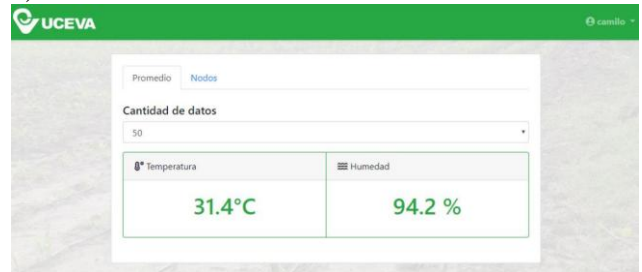 UCEVA
camilo
Promedio Nodos
Cantidad de datos
50
Temperatura Humedad
31.4°C 94.2 %